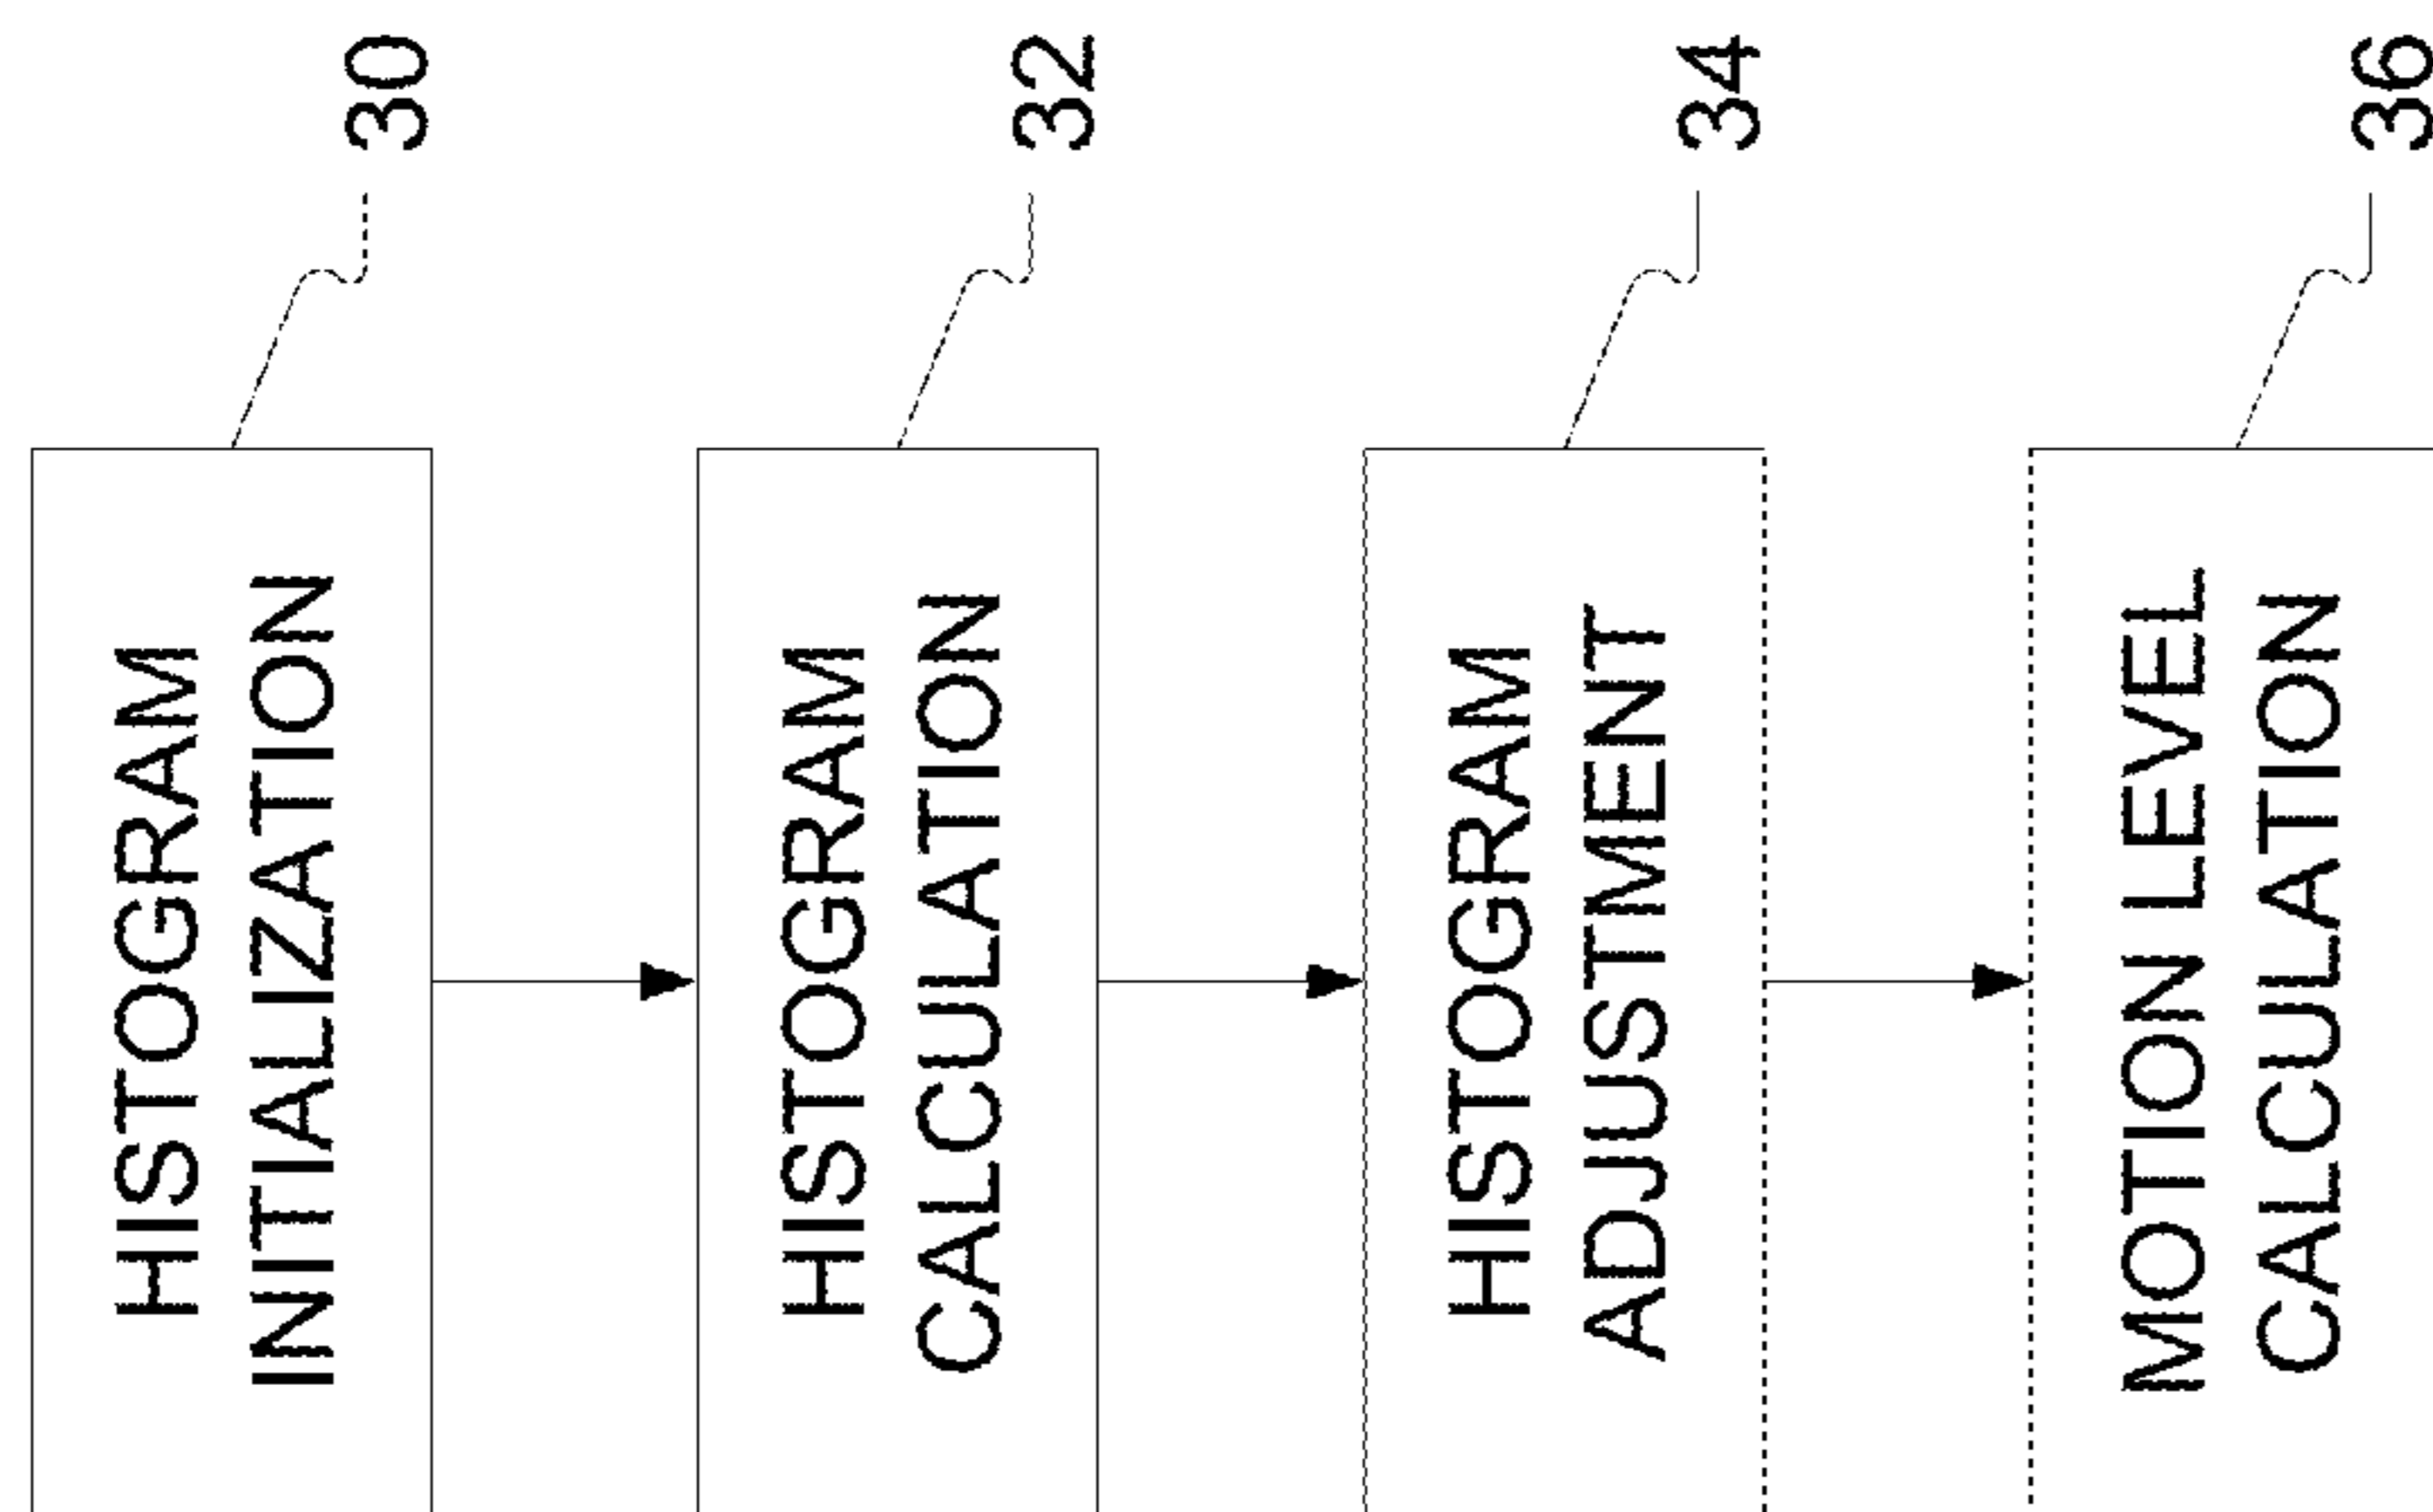 HISTOGRAM
INITIALIZATION
30
HISTOGRAM
CALCULATION
32
HISTOGRAM
ADJUSTMENT
34
MOTION LEVEL
CALCULATION
36